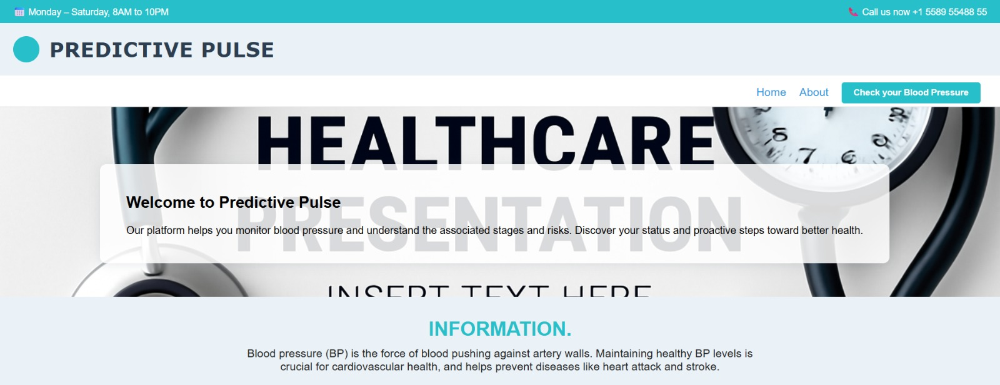 Monday – Saturday, 8AM to 10PM
Call us now +1 5589 55488 55
PREDICTIVE PULSE
Home About Check your Blood Pressure
HEALTHCARE
8 7 6
PRESENTATION
Welcome to Predictive Pulse
Our platform helps you monitor blood pressure and understand the associated stages and risks. Discover your status and proactive steps toward better health.
INSERT TEXT HERE
INFORMATION.
Blood pressure (BP) is the force of blood pushing against artery walls. Maintaining healthy BP levels is
crucial for cardiovascular health, and helps prevent diseases like heart attack and stroke.